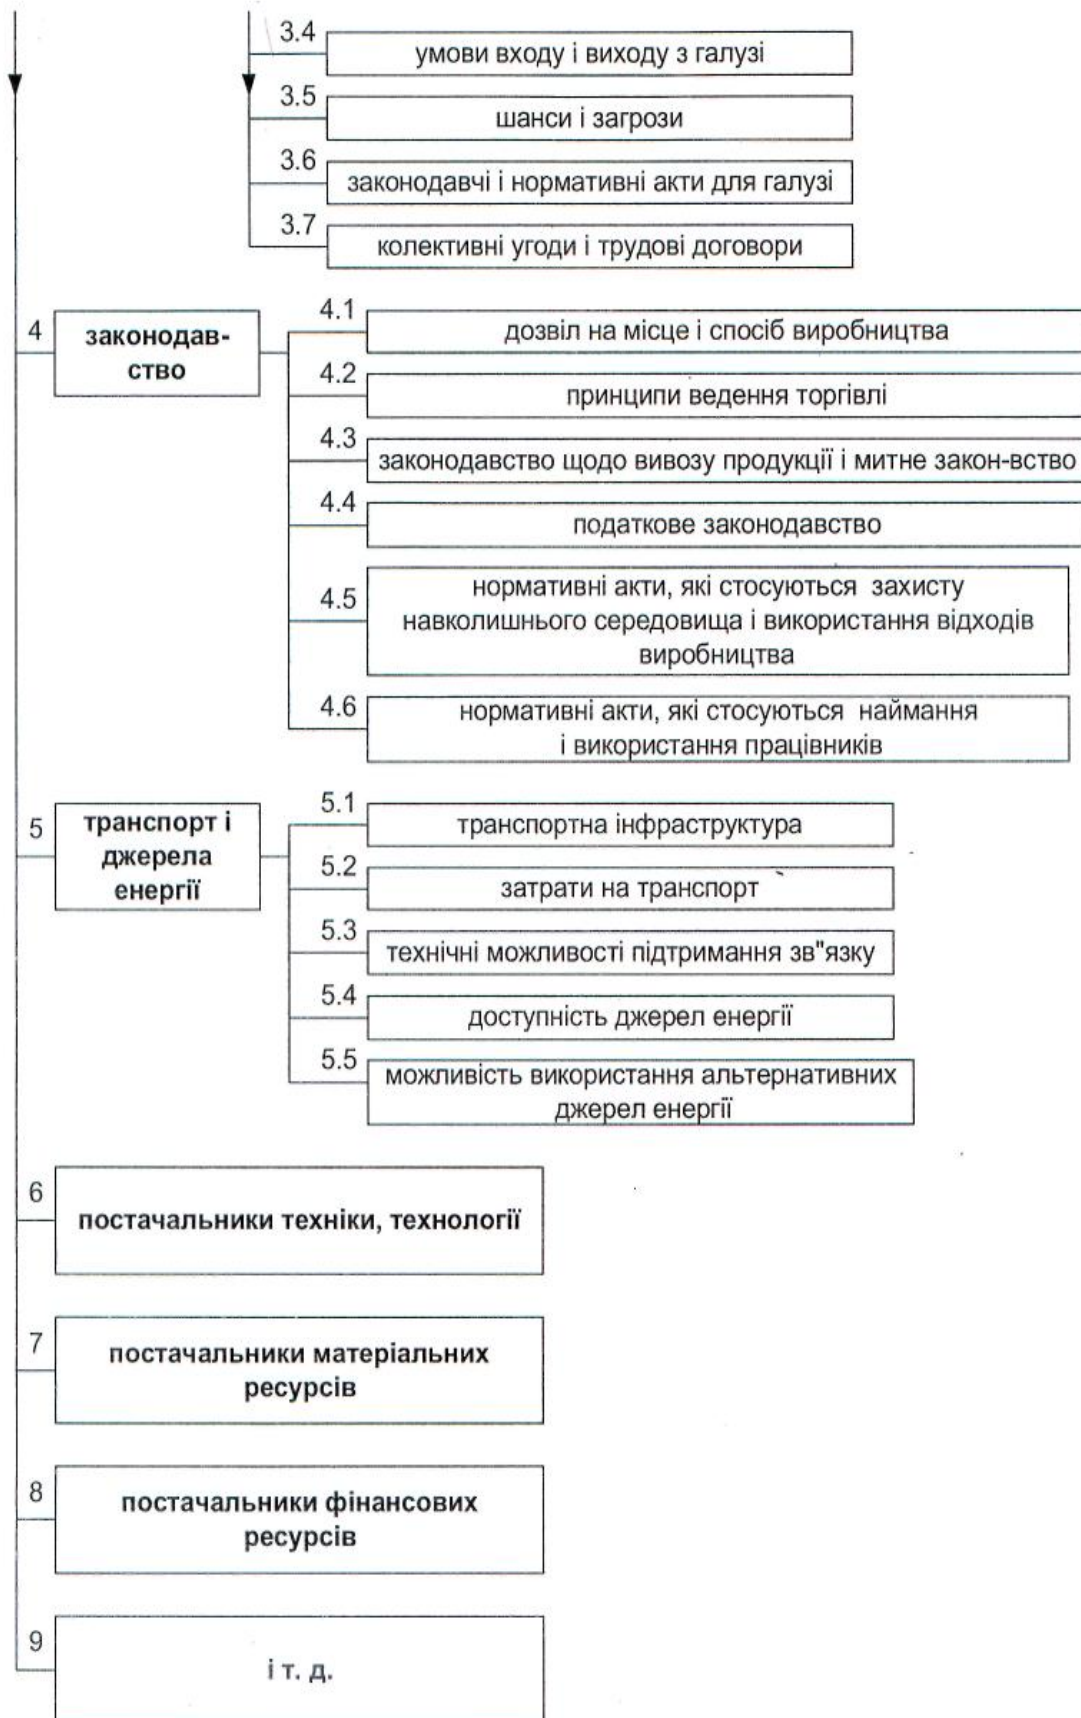 3.4
умови входу і виходу з галузі
3.5
шанси і загрози
3.6
законодавчі і нормативні акти для галузі
3.7
колективні угоди і трудові договори
4
законодав-
ство
4.1
дозвіл на місце і спосіб виробництва
4.2
принципи ведення торгівлі
4.3
законодавство щодо вивозу продукції і митне закон-вство
4.4
податкове законодавство
4.5
нормативні акти, які стосуються захисту
навколишнього середовища і використання відходів
виробництва
4.6
нормативні акти, які стосуються наймання
і використання працівників
5
транспорт і
джерела
енергії
5.1
транспортна інфраструктура
5.2
затрати на транспорт
5.3
технічні можливості підтримання зв"язку
5.4
доступність джерел енергії
5.5
можливість використання альтернативних
джерел енергії
6
постачальники техніки, технології
7
постачальники матеріальних
ресурсів
8
постачальники фінансових
ресурсів
9
і т. д.